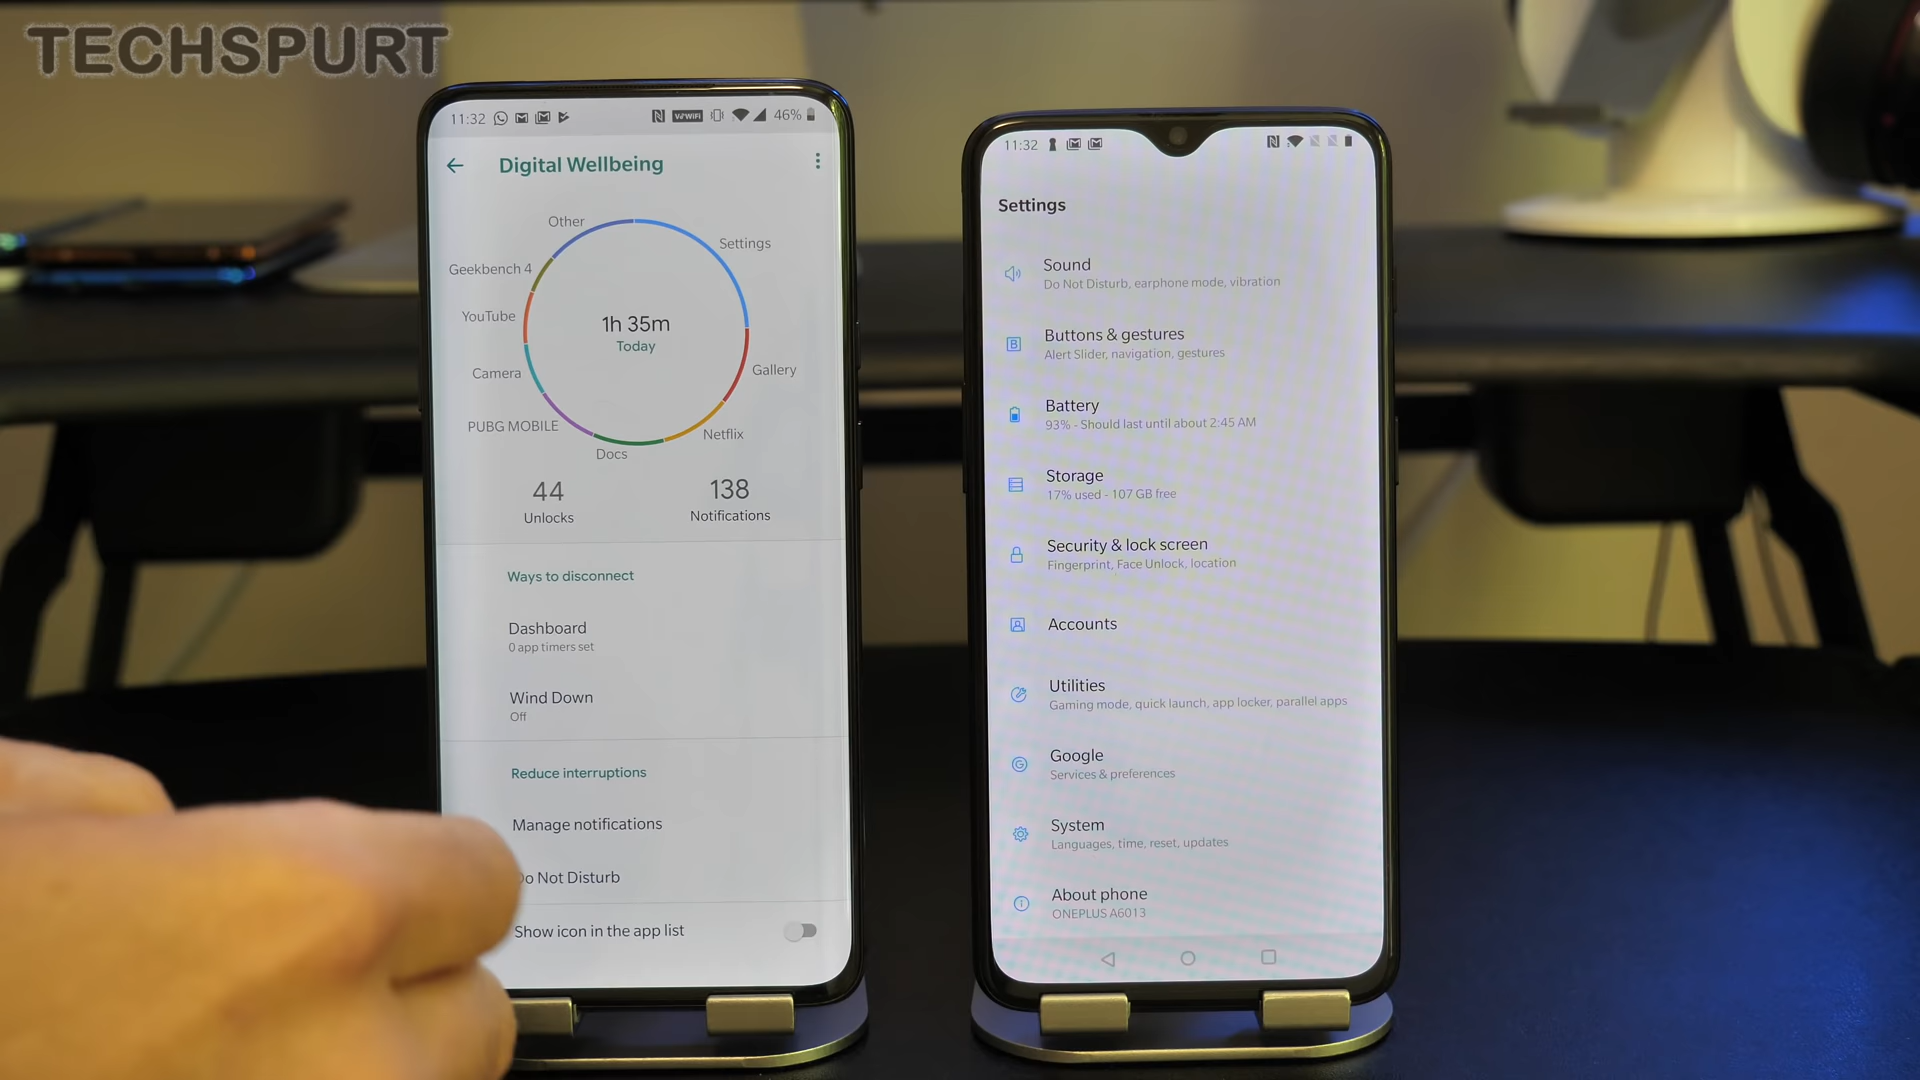 TECHSPURT
11:32
VoWiFi
46%
Digital Wellbeing
Other
Settings
Geekbench 4
YouTube
1h 35m
Today
Camera
Gallery
PUBG MOBILE
Netflix
Docs
44
138
Unlocks
Notifications
Ways to disconnect
Dashboard
0 app timers set
Wind Down
Off
Reduce interruptions
Manage notifications
Do Not Disturb
Show icon in the app list
11:32
Settings
Sound
Do Not Disturb, earphone mode, vibration
Buttons & gestures
Alert Slider, navigation, gestures
Battery
93% - Should last until about 2:45 AM
Storage
17% used - 107 GB free
Security & lock screen
Fingerprint, Face Unlock, location
Accounts
Utilities
Gaming mode, quick launch, app locker, parallel apps
Google
Services & preferences
System
Languages, time, reset, updates
About phone
ONEPLUS A6013